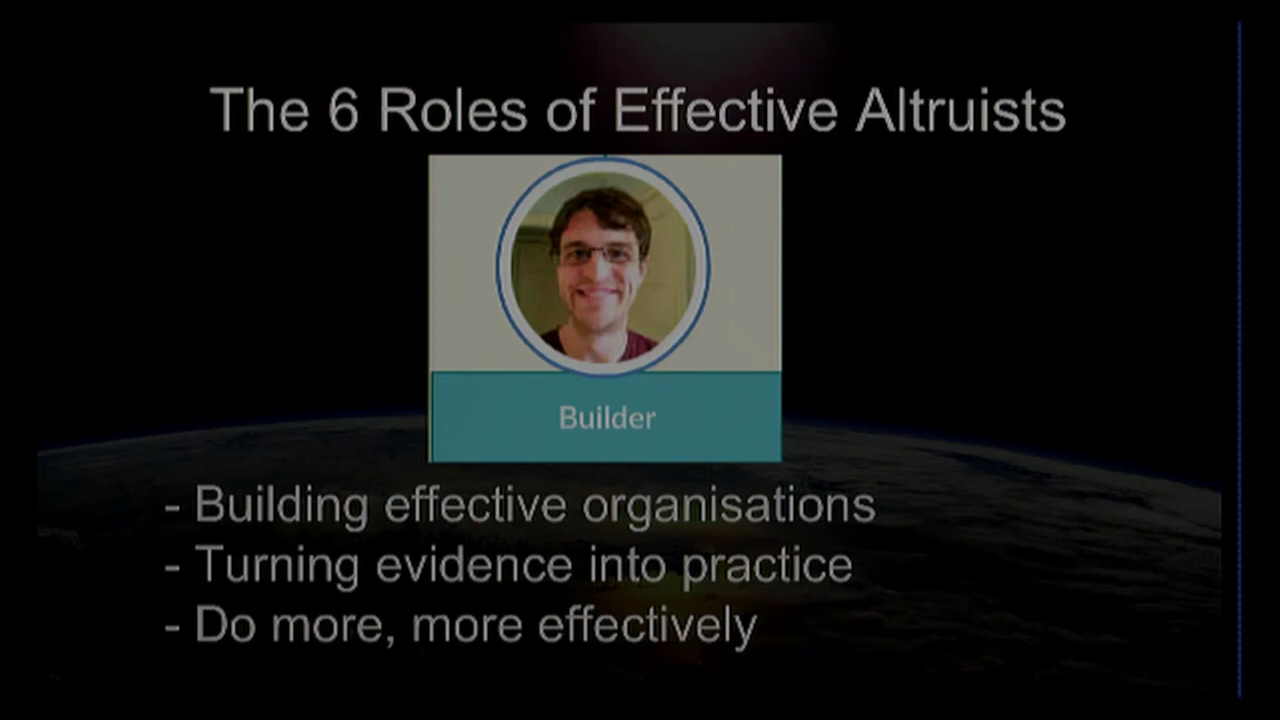 The 6 Roles of Effective Altruists
Builder
- Building effective organisations
- Turning evidence into practice
- Do more, more effectively